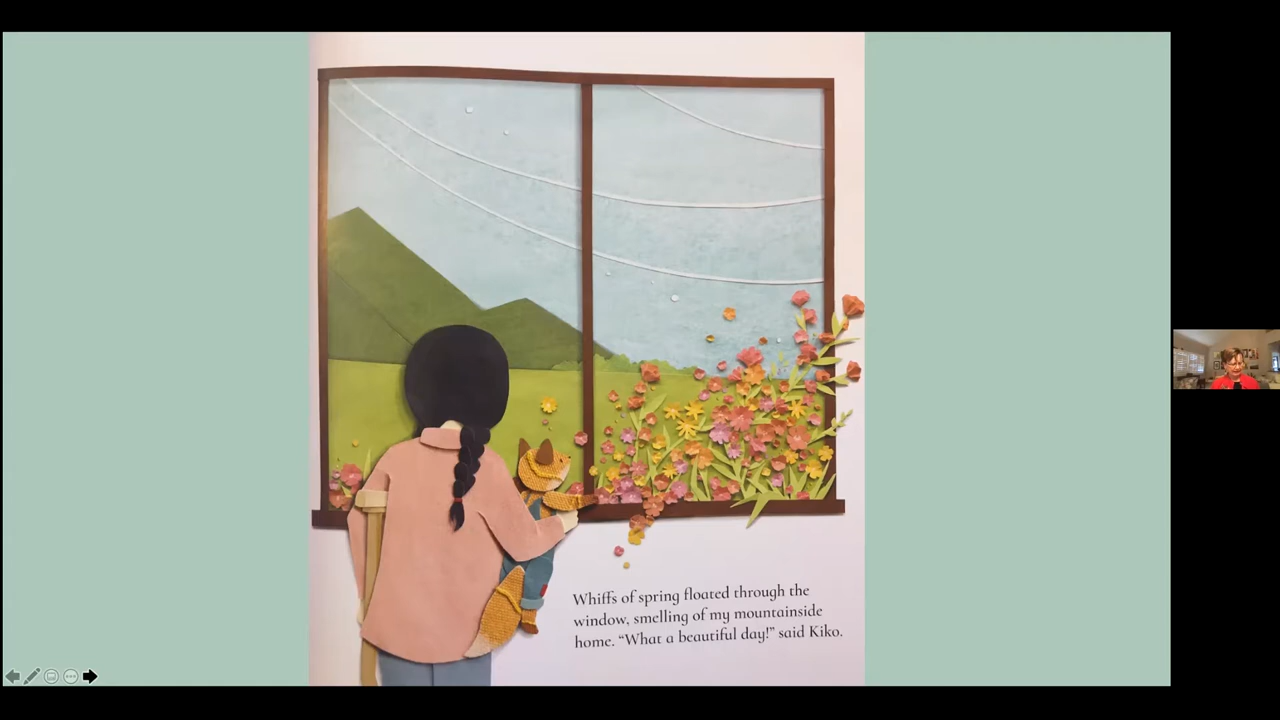 Whiffs of spring floated through the
window, smelling of my mountainside
home. “What a beautiful day!” said Kiko.